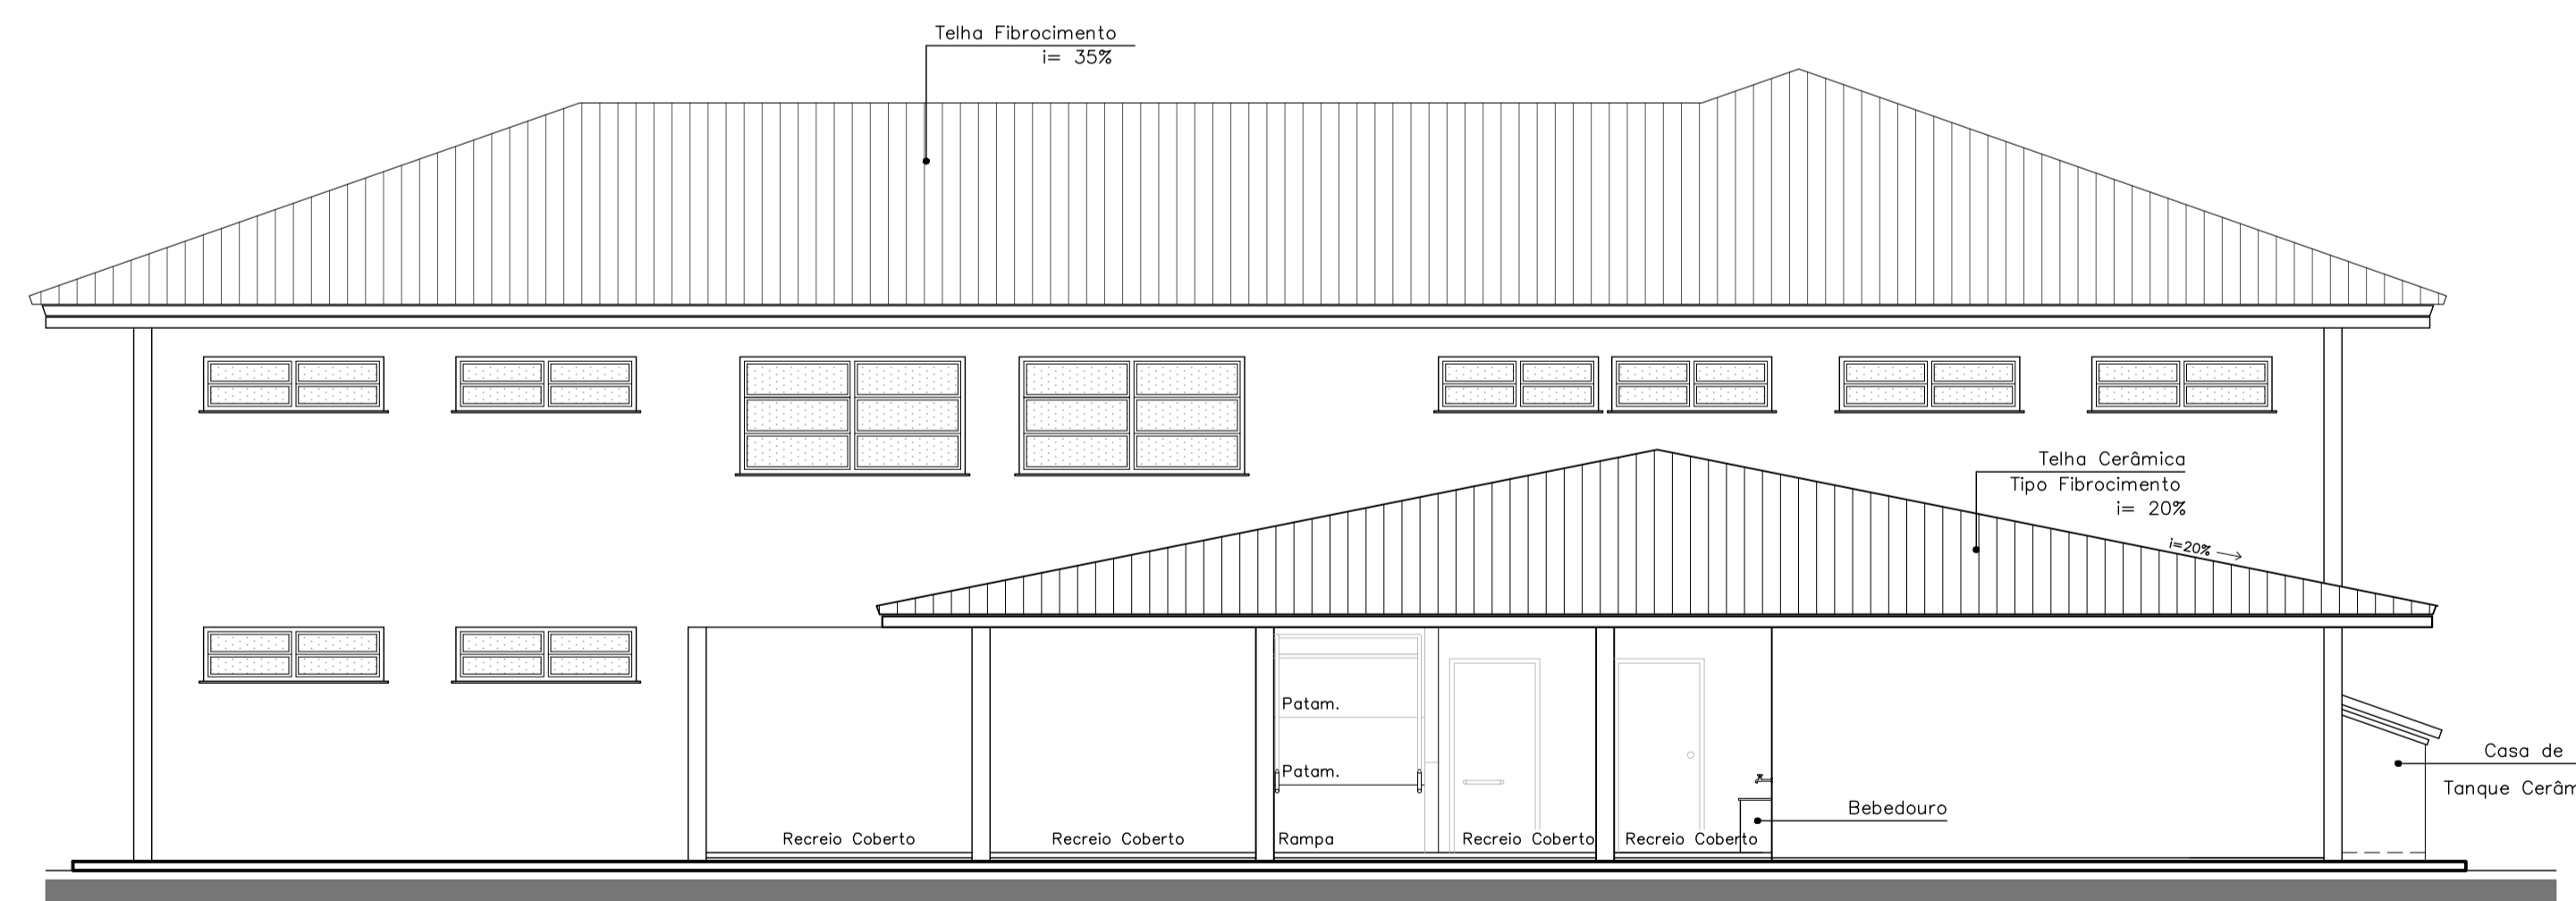 Telha Fibrocimento
i= 35%
Telha Cerâmica
Tipo Fibrocimento
i= 20%
i=20%
Patam.
Patam.
Casa de
Tanque Cerâm
Bebedouro
Recreio Coberto
Recreio Coberto
Rampa
Recreio Coberto
Recreio Coberto